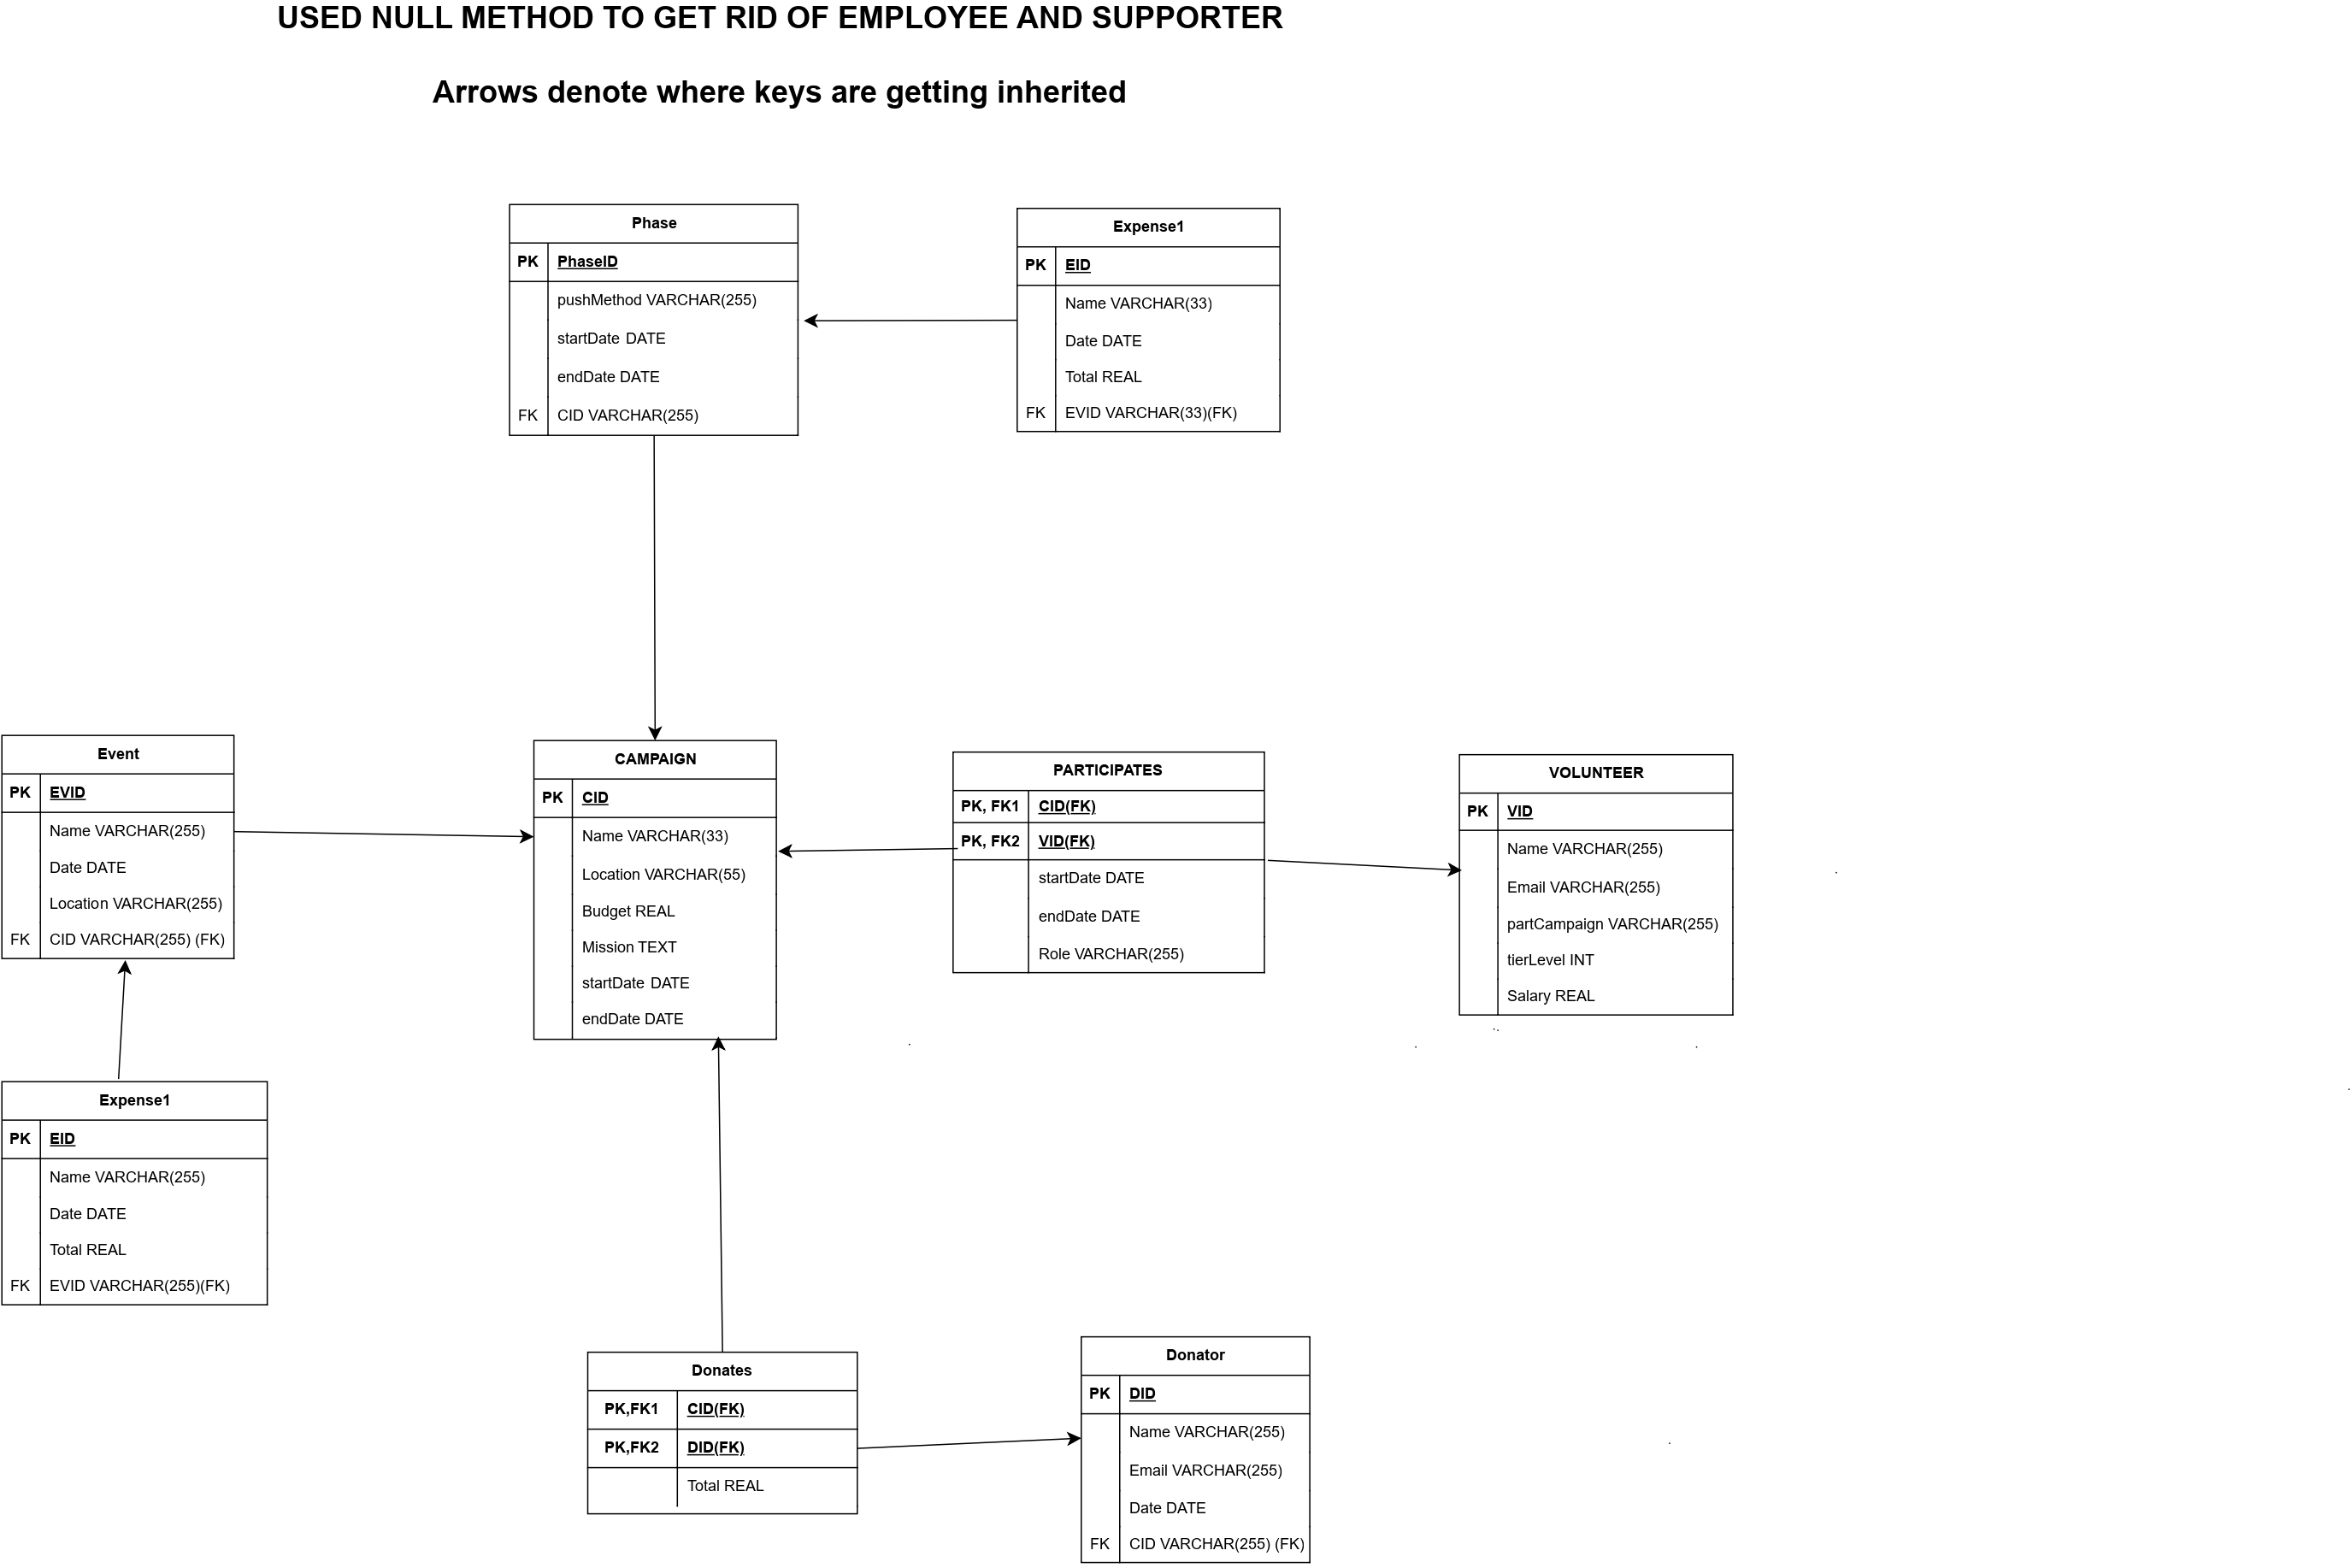 USED NULL METHOD TO GET RID OF EMPLOYEE AND SUPPORTER
Arrows denote where keys are getting inherited
Phase
PK PhaseID
pushMethod VARCHAR(255)
startDate DATE
endDate DATE
FK CID VARCHAR(255)
Expense1
PK EID
Name VARCHAR(33)
Date DATE
Total REAL
FK EVID VARCHAR(33)(FK)
Event
PK EVID
Name VARCHAR(255)
Date DATE
Location VARCHAR(255)
FK CID VARCHAR(255) (FK)
CAMPAIGN
PK CID
Name VARCHAR(33)
Location VARCHAR(55)
Budget REAL
Mission TEXT
startDate DATE
endDate DATE
PARTICIPATES
PK, FK1 CID(FK)
PK, FK2 VID(FK)
startDate DATE
endDate DATE
Role VARCHAR(255)
VOLUNTEER
PK VID
Name VARCHAR(255)
Email VARCHAR(255)
partCampaign VARCHAR(255)
tierLevel INT
Salary REAL
Expense1
PK EID
Name VARCHAR(255)
Date DATE
Total REAL
FK EVID VARCHAR(255)(FK)
Donates
PK,FK1 CID(FK)
PK,FK2 DID(FK)
Total REAL
Donator
PK DID
Name VARCHAR(255)
Email VARCHAR(255)
Date DATE
FK CID VARCHAR(255) (FK)